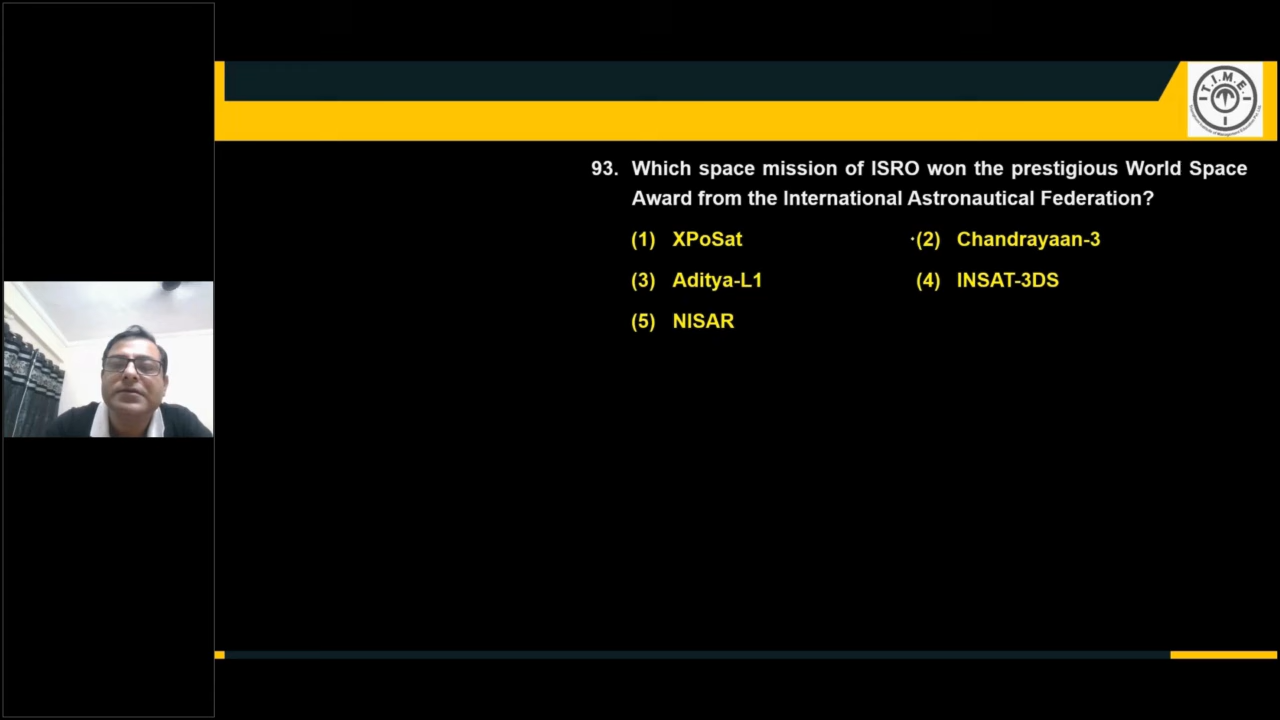 T.I.M.E.
93. Which space mission of ISRO won the prestigious World Space
Award from the International Astronautical Federation?
(1) XPoSat (2) Chandrayaan-3
(3) Aditya-L1 (4) INSAT-3DS
(5) NISAR